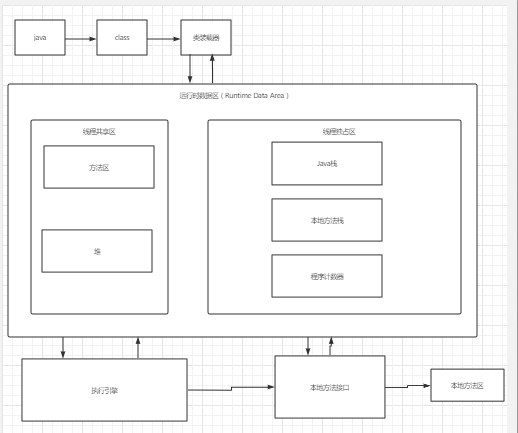 java
class
类装载器
运行时数据区（Runtime Data Area）
线程共享区
线程独占区
方法区
Java栈
本地方法栈
堆
程序计数器
执行引擎
本地方法接口
本地方法区